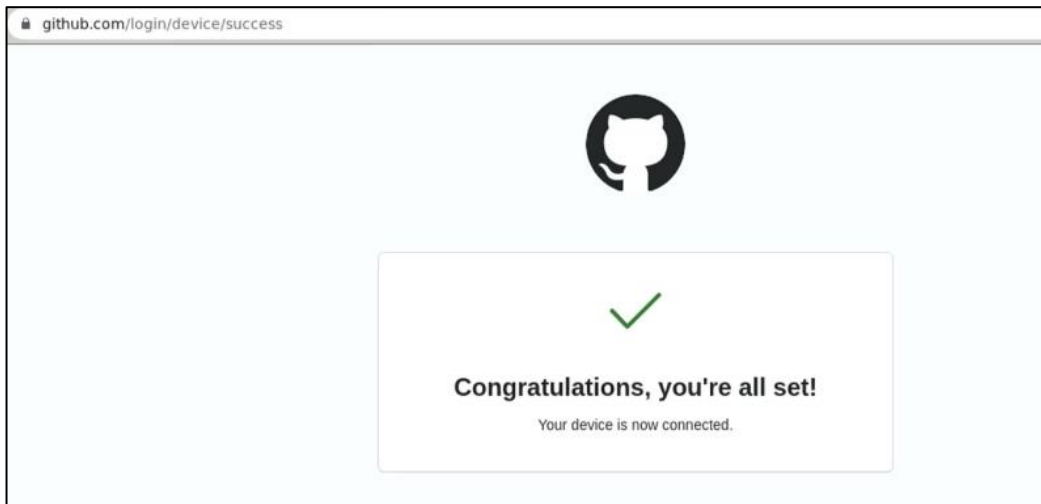 github.com/login/device/success
Congratulations, you're all set!
Your device is now connected.